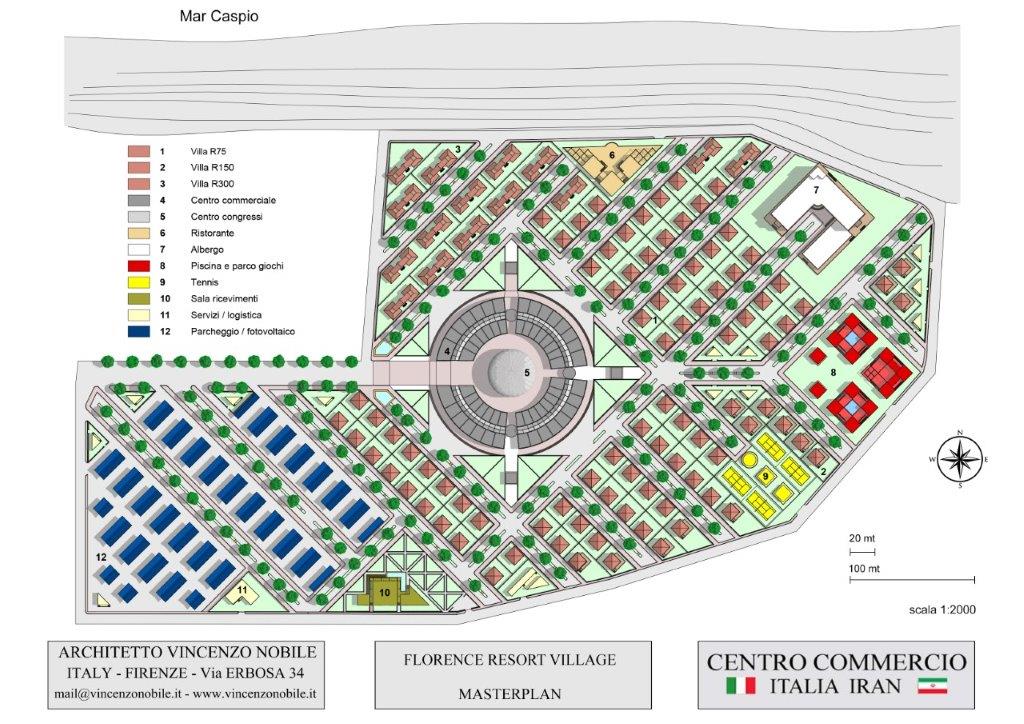 Mar Caspio
1 Villa R75
2 Villa R150
3 Villa R300
4 Centro commerciale
5 Centro congressi
6 Ristorante
7 Albergo
8 Piscina e parco giochi
9 Tennis
10 Sala ricevimenti
11 Servizi / logistica
12 Parcheggio / fotovoltaico
3
6
7
1
4
5
8
2
9
12
11
10
N
W E
S
20 mt
100 mt
scala 1:2000
ARCHITETTO VINCENZO NOBILE
ITALY - FIRENZE - Via ERBOSA 34
mail@vincenzonobile.it - www.vincenzonobile.it
FLORENCE RESORT VILLAGE
MASTERPLAN
CENTRO COMMERCIO
ITALIA IRAN